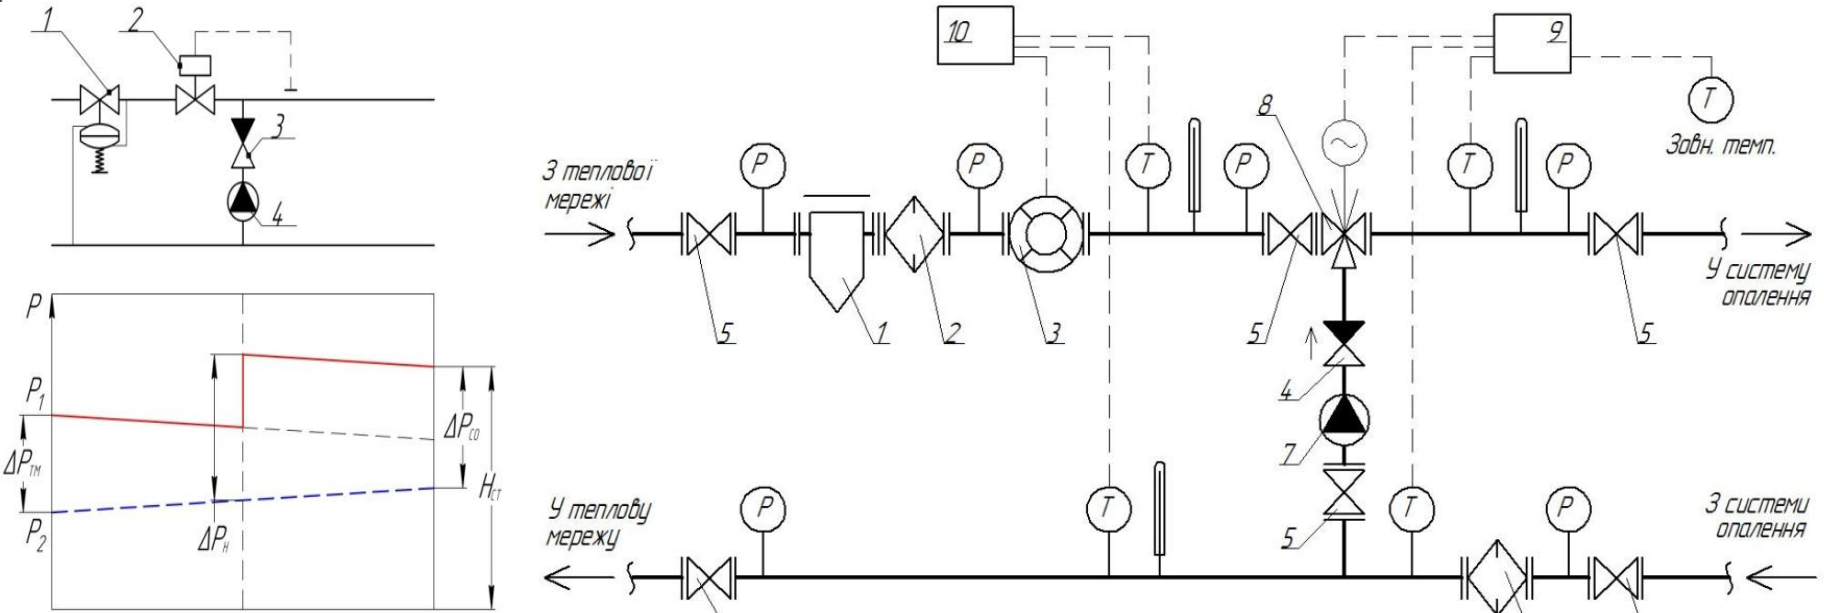 1
2
3
4
P
P₁
ΔPТМ
P₂
ΔPН
ΔPСО
HСТ
10
9
8
T
Зовн. темп.
З теплової
мережі
P
P
T
P
T
P
5
1
2
3
5
5
У систему
опалення
4
7
5
У теплову
мережу
P
T
T
P
З системи
опалення